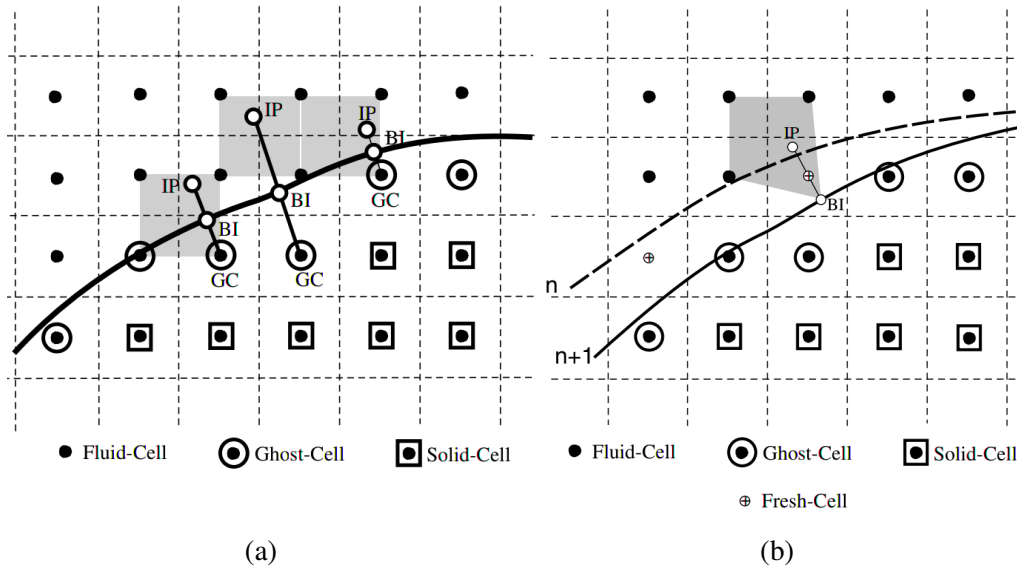 IP
IP
BI
GC
IP
BI
BI
GC
GC
Fluid-Cell
Ghost-Cell
Solid-Cell
(a)
IP
BI
n
n+1
Fluid-Cell
Ghost-Cell
Solid-Cell
Fresh-Cell
(b)